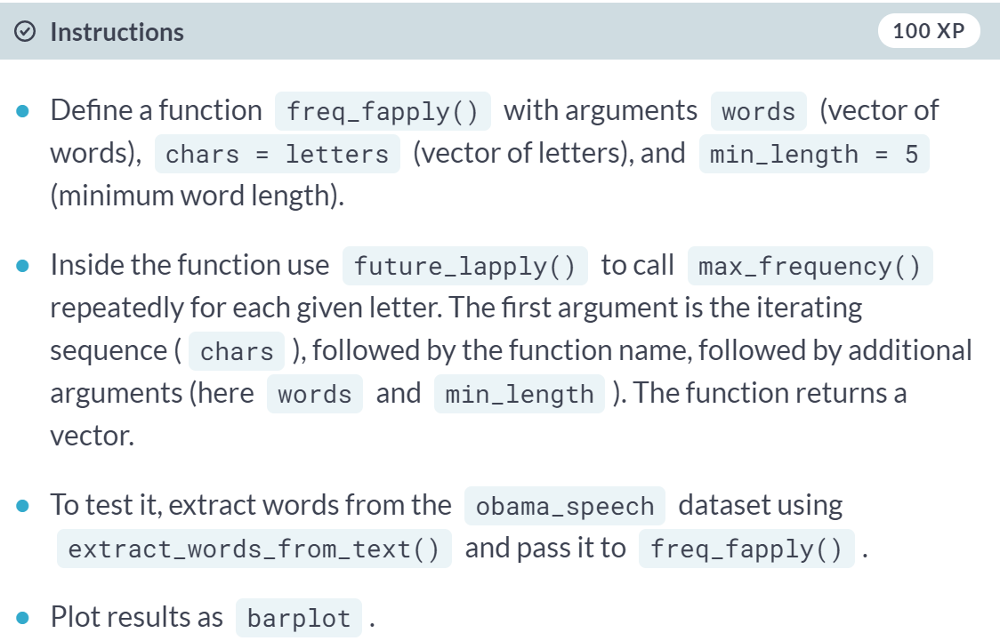 Instructions 100 XP
Define a function freq_fapply() with arguments words (vector of
words), chars = letters (vector of letters), and min_length = 5
(minimum word length).
Inside the function use future_lapply() to call max_frequency()
repeatedly for each given letter. The first argument is the iterating
sequence ( chars ), followed by the function name, followed by additional
arguments (here words and min_length ). The function returns a
vector.
To test it, extract words from the obama_speech dataset using
extract_words_from_text() and pass it to freq_fapply() .
Plot results as barplot .